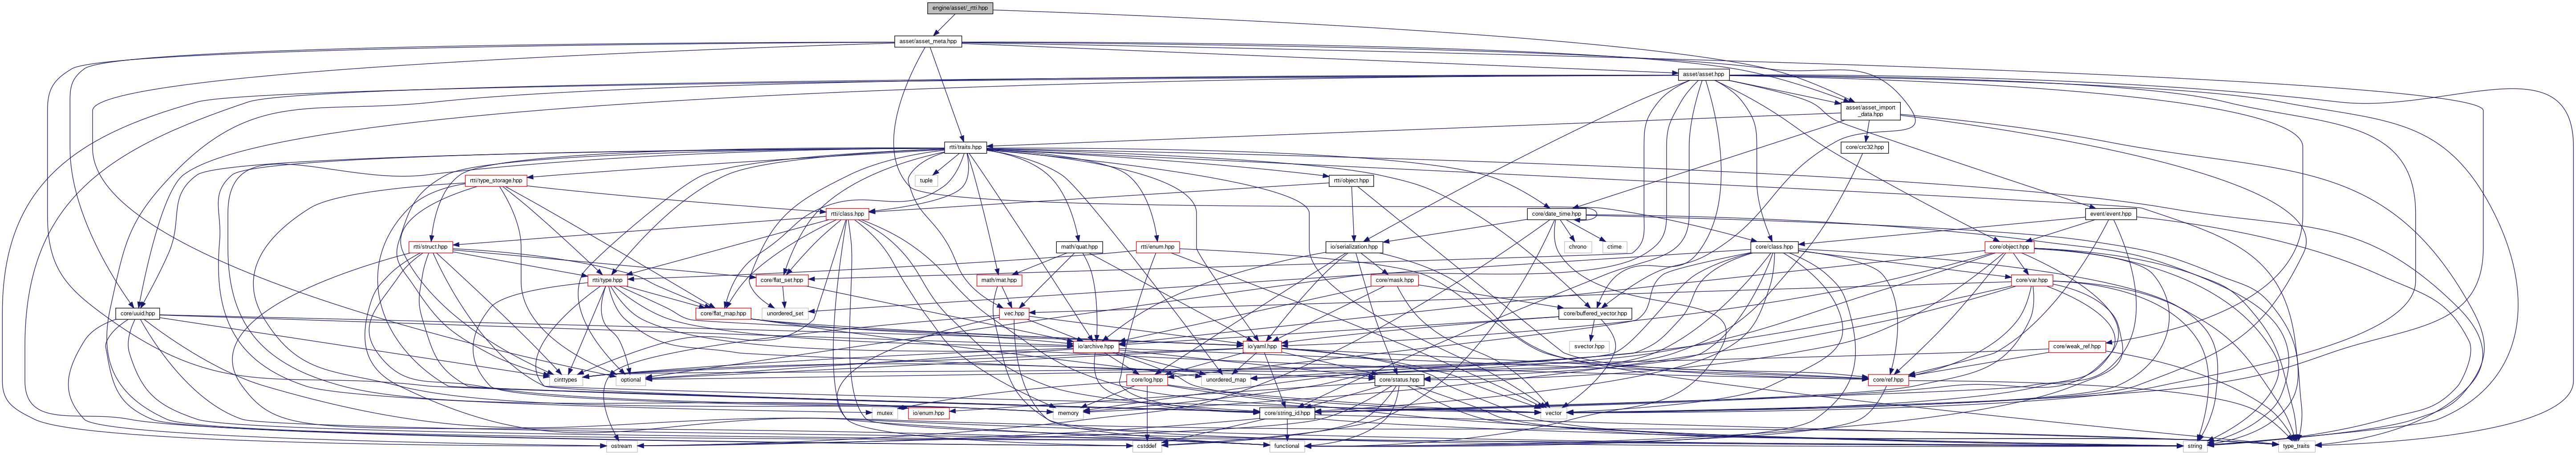 engine/asset/_rtti.hpp
asset/asset_meta.hpp
asset/asset.hpp
asset/asset_import
_data.hpp
rtti/traits.hpp
core/crc32.hpp
rtti/type_storage.hpp
tuple
rtti/object.hpp
rtti/class.hpp
core/date_time.hpp
event/event.hpp
rtti/struct.hpp
math/quat.hpp
rtti/enum.hpp
io/serialization.hpp
chrono
ctime
core/class.hpp
core/object.hpp
rtti/type.hpp
core/flat_set.hpp
math/mat.hpp
core/mask.hpp
core/var.hpp
core/uuid.hpp
core/flat_map.hpp
unordered_set
vec.hpp
core/buffered_vector.hpp
io/archive.hpp
io/yaml.hpp
svector.hpp
core/weak_ref.hpp
cinttypes
optional
core/log.hpp
unordered_map
core/status.hpp
core/ref.hpp
mutex
io/enum.hpp
memory
core/string_id.hpp
vector
ostream
cstddef
functional
string
type_traits